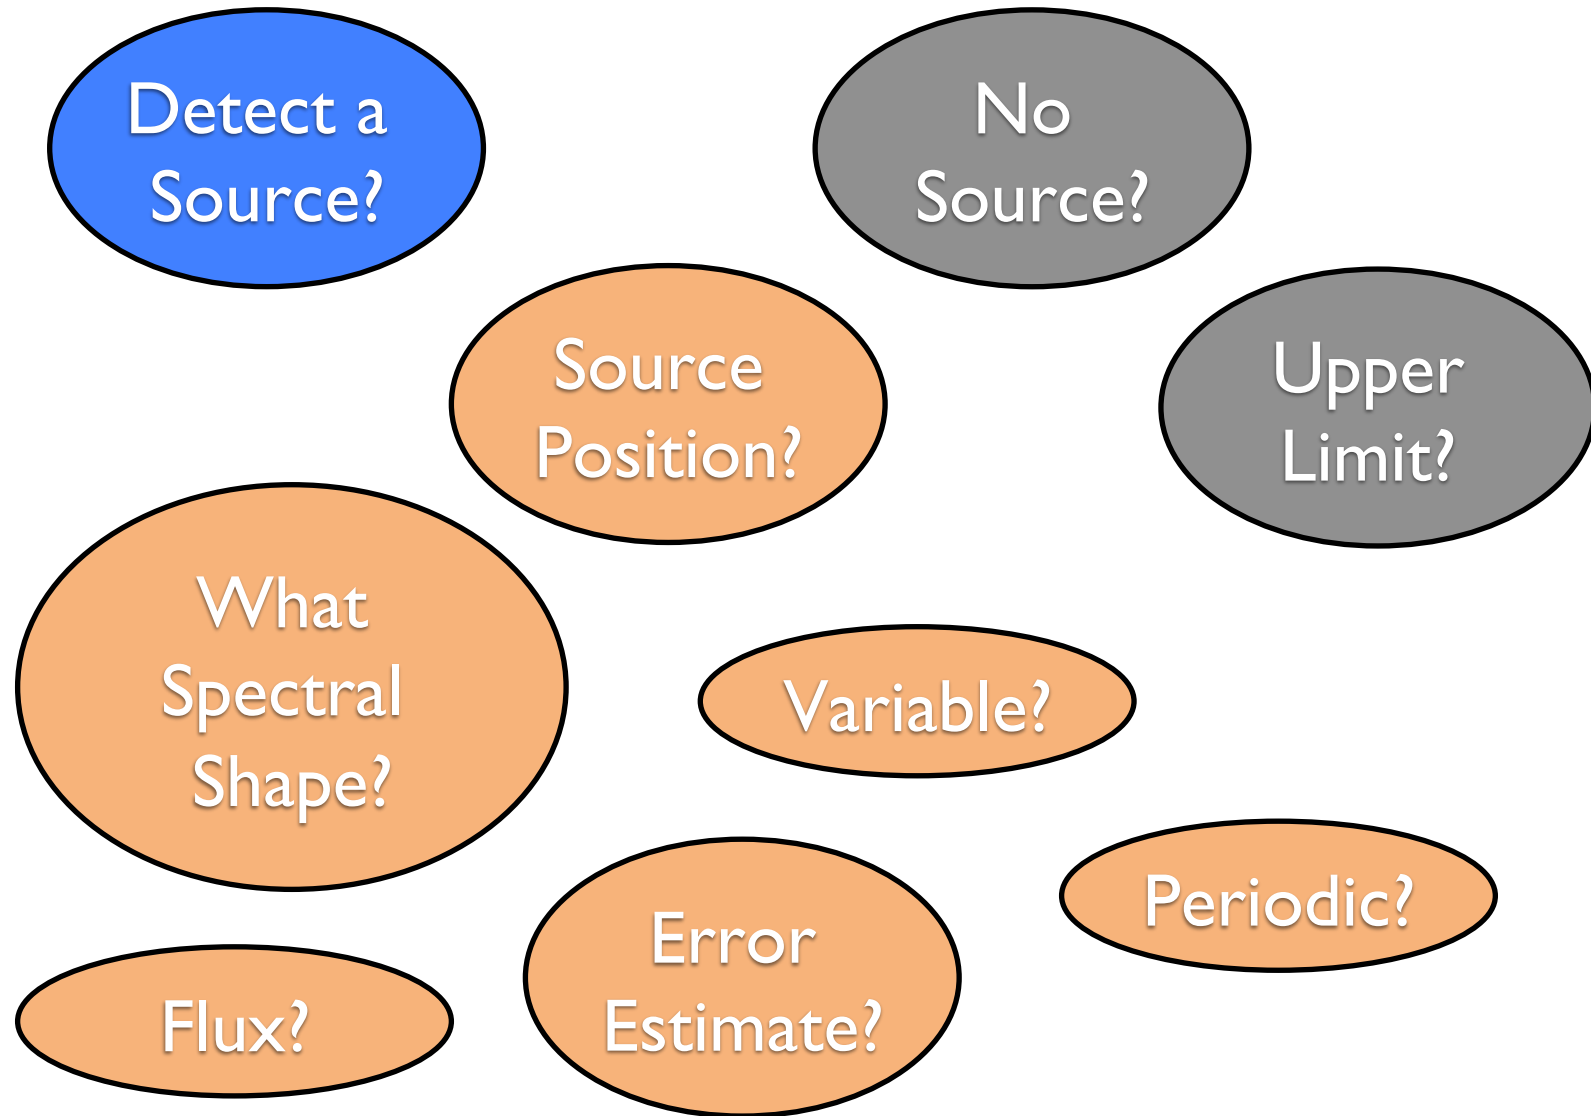 Detect a
Source?
No
Source?
Source
Position?
Upper
Limit?
What
Spectral
Shape?
Variable?
Periodic?
Error
Estimate?
Flux?